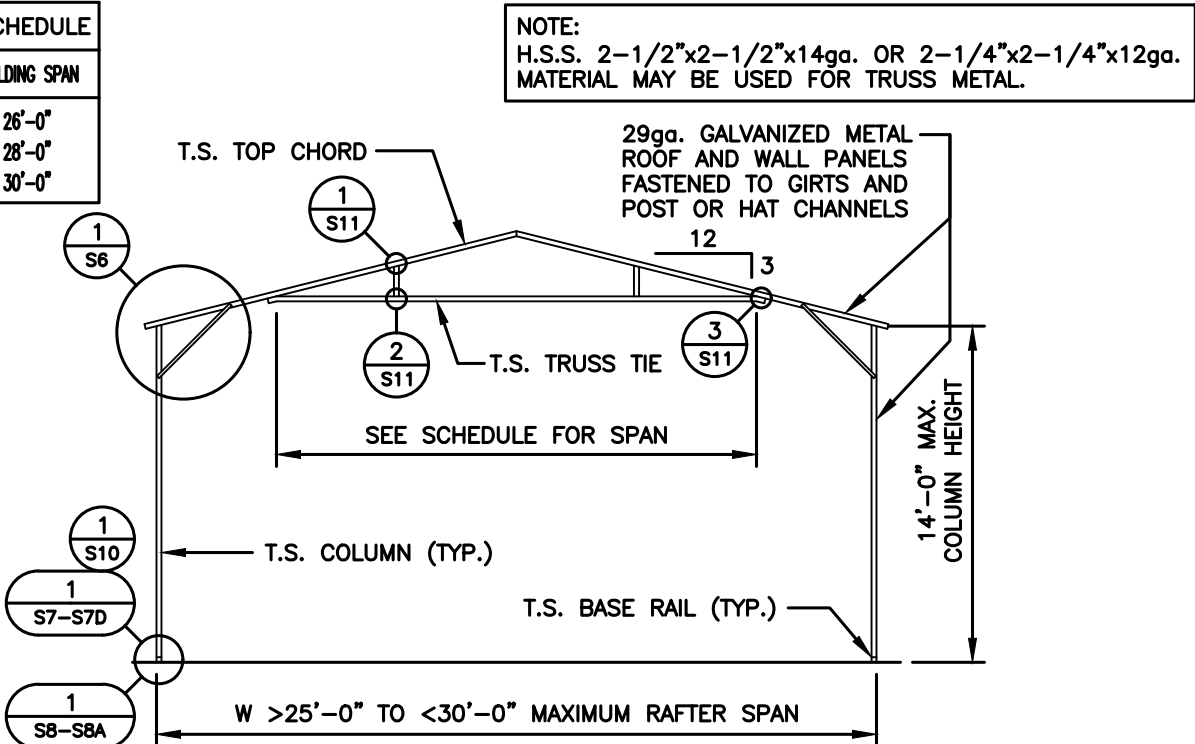 CHEDULE
LDING SPAN
26'-0"
28'-0"
30'-0"
NOTE:
H.S.S. 2-1/2"x2-1/2"x14ga. OR 2-1/4"x2-1/4"x12ga.
MATERIAL MAY BE USED FOR TRUSS METAL.
T.S. TOP CHORD
29ga. GALVANIZED METAL
ROOF AND WALL PANELS
FASTENED TO GIRTS AND
POST OR HAT CHANNELS
1
S11
12
3
1
S6
2
S11
T.S. TRUSS TIE
3
S11
SEE SCHEDULE FOR SPAN
14'-0" MAX.
COLUMN HEIGHT
1
S10
T.S. COLUMN (TYP.)
1
S7-S7D
T.S. BASE RAIL (TYP.)
1
S8-S8A
W >25'-0" TO <30'-0" MAXIMUM RAFTER SPAN